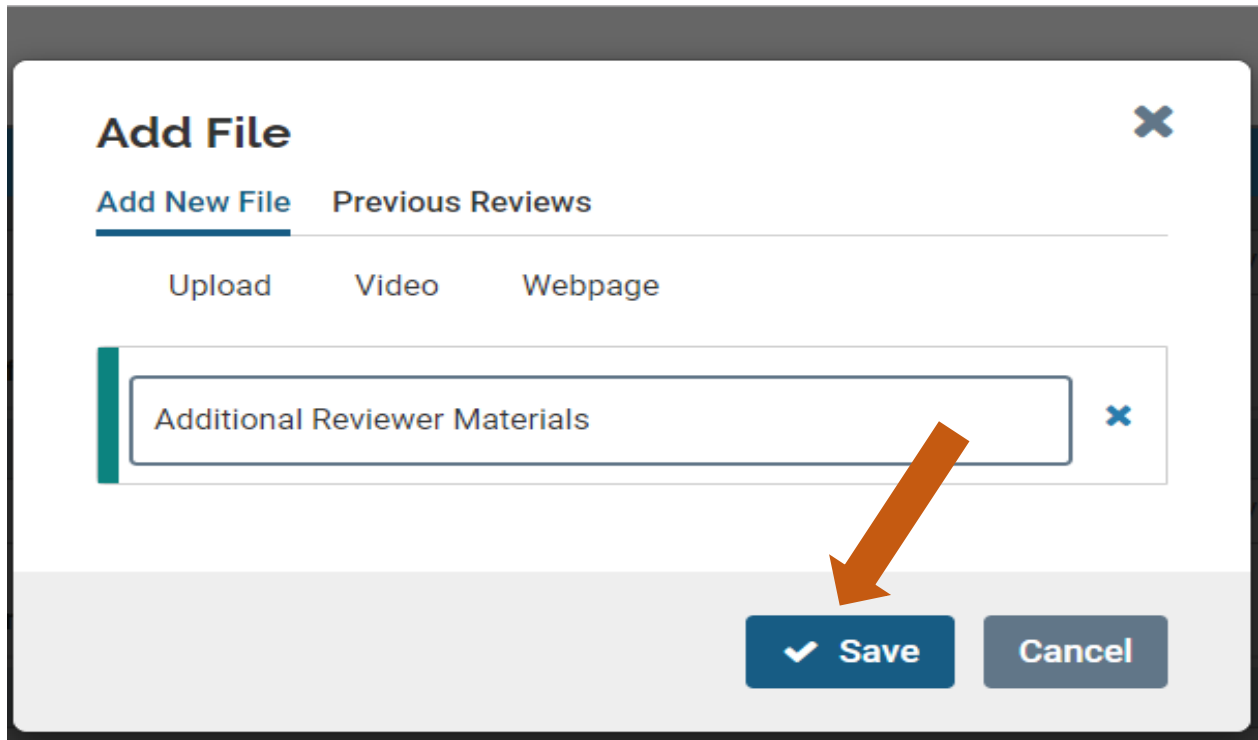 Add File
Add New File Previous Reviews
Upload Video Webpage
Additional Reviewer Materials
Save Cancel